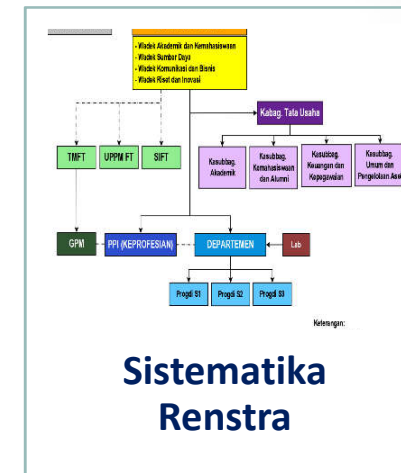 - Wadek Akademik dan Kemahasiswaan
- Wadek Sumber Daya
- Wadek Komunikasi dan Bisnis
- Wadek Riset dan Inovasi
Kabag. Tata Usaha
TMFT
UPPM FT
SIFT
Kasubbag.
Akademik
Kasubbag.
Kemahasiswaan
dan Alumni
Kasubbag.
Keuangan dan
Kepegawaian
Kasubbag.
Umum dan
Pengelolaan Aset
GPM
PPI (KEPROFESIAN)
DEPARTEMEN
Lab
Progdi S1
Progdi S2
Progdi S3
Keterangan:
Sistematika
Renstra